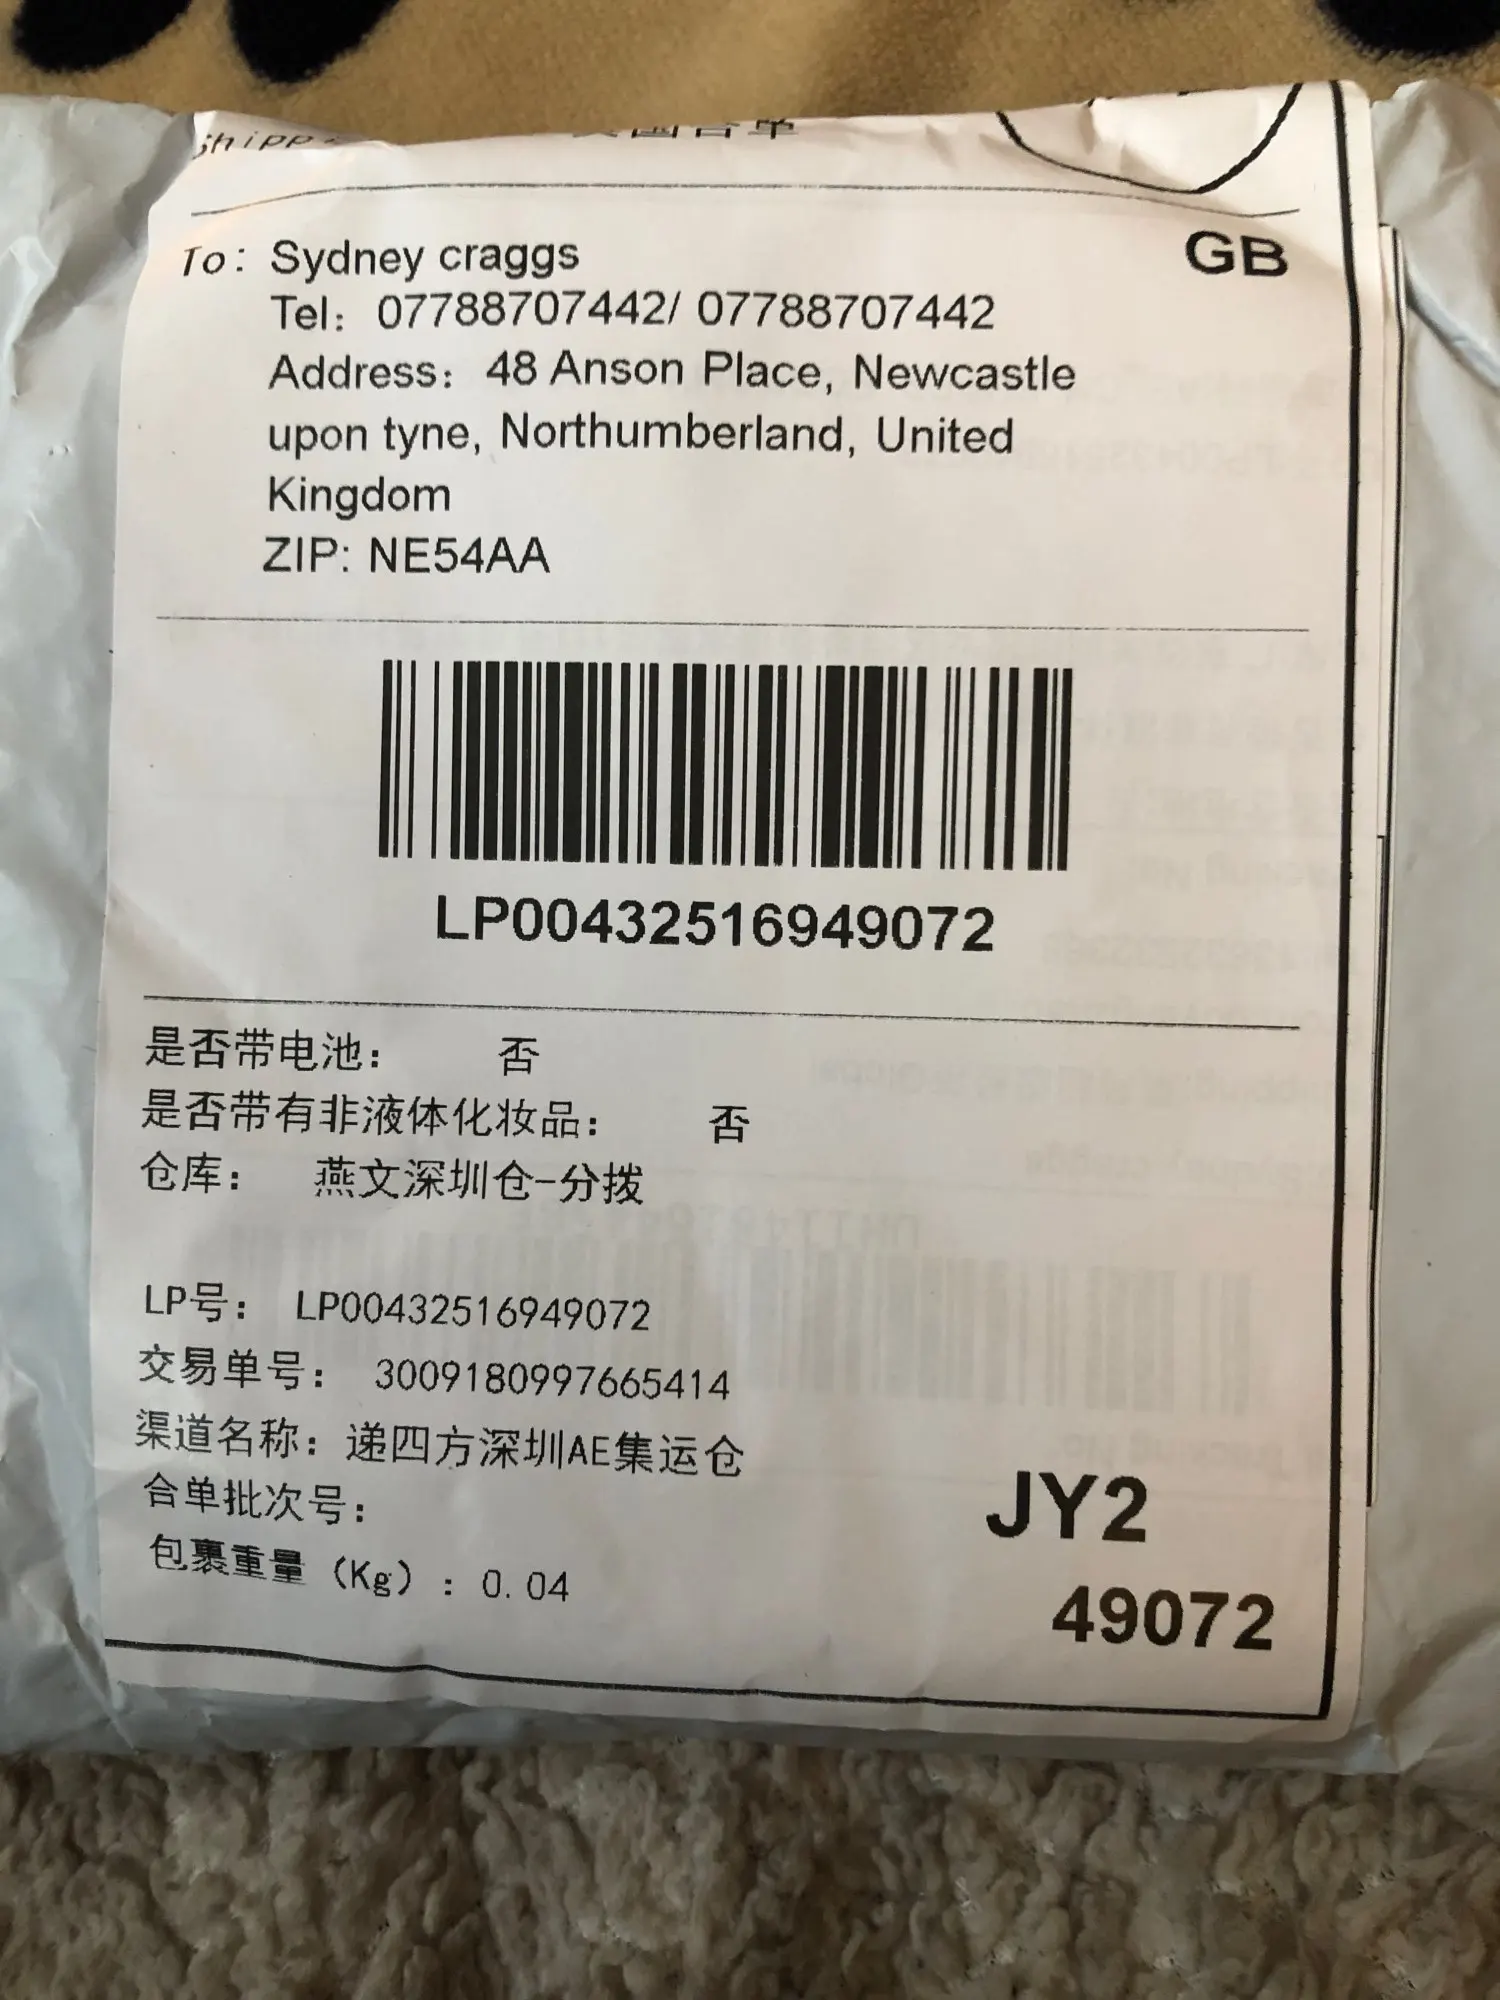 To: Sydney craggs
GB
Tel: 07788707442/ 07788707442
Address: 48 Anson Place, Newcastle
upon tyne, Northumberland, United
Kingdom
ZIP: NE54AA
LP00432516949072
是否带电池: 否
是否带有非液体化妆品: 否
仓库: 燕文深圳仓-分拨
LP号: LP00432516949072
交易单号: 3009180997665414
渠道名称: 递四方深圳AE集运仓
合单批次号:
包裹重量 (Kg) : 0.04
JY2
49072